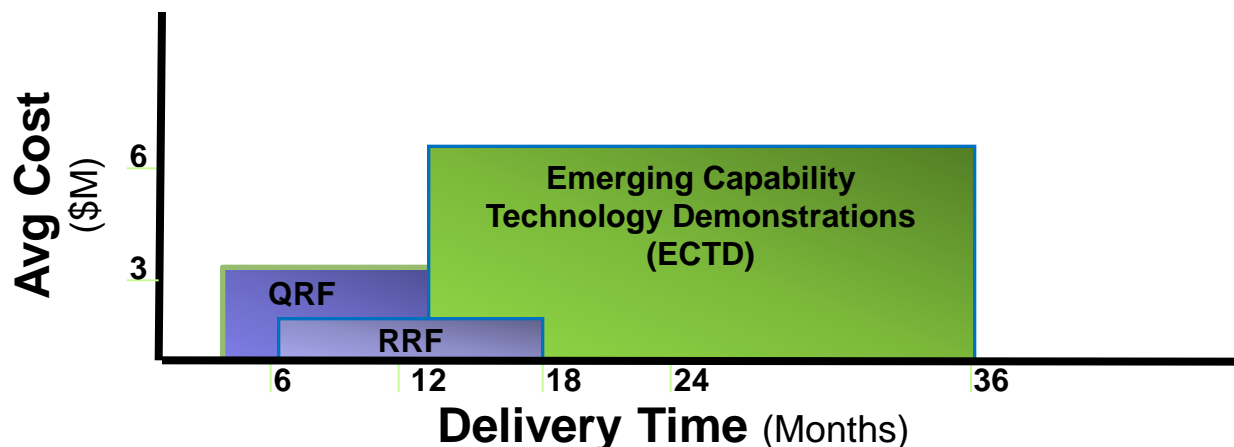 Avg Cost
($M)
6
3
Emerging Capability
Technology Demonstrations
(ECTD)
QRF
RRF
6
12
18
24
36
Delivery Time (Months)